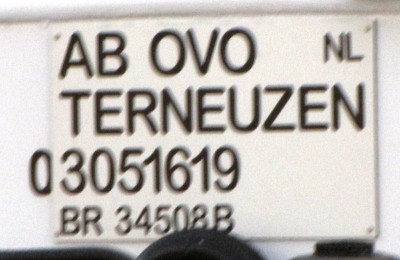 AB OVO NL
TERNEUZEN
03051619
BR 34508B